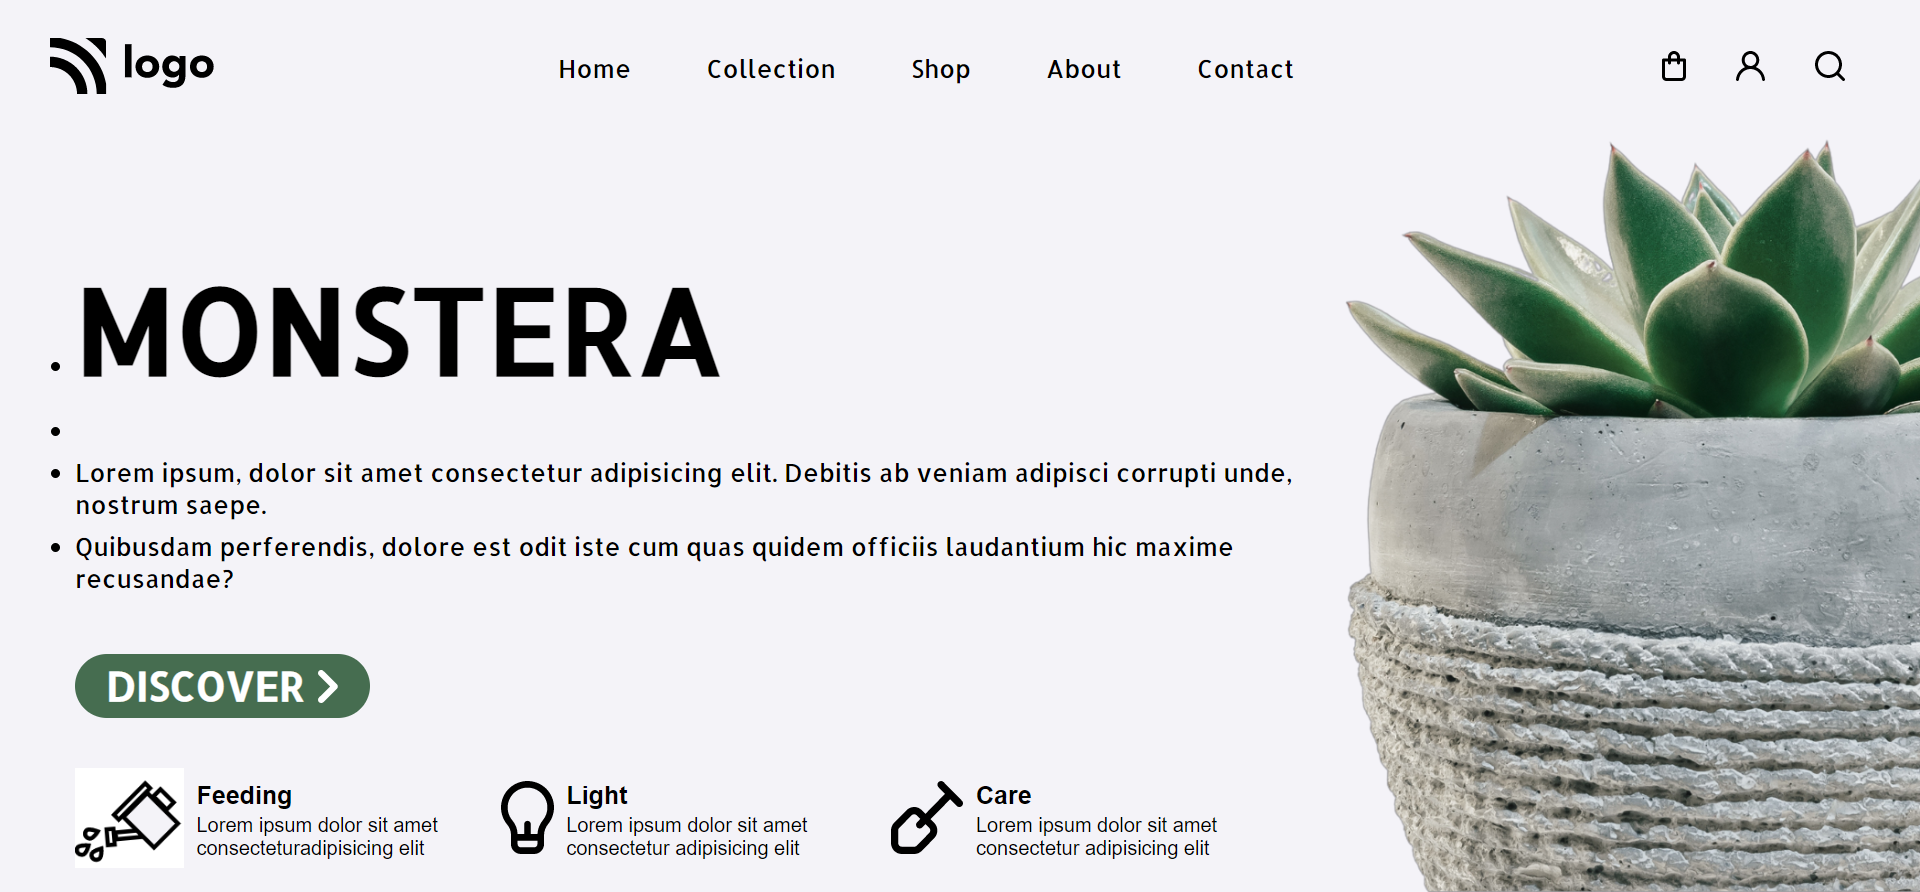 logo
Home Collection Shop About Contact
MONSTERA
Lorem ipsum, dolor sit amet consectetur adipisicing elit. Debitis ab veniam adipisci corrupti unde,
nostrum saepe.
Quibusdam perferendis, dolore est odit iste cum quas quidem officiis laudantium hic maxime
recusandae?
DISCOVER
Feeding
Lorem ipsum dolor sit amet
consecteturadipisicing elit
Light
Lorem ipsum dolor sit amet
consectetur adipisicing elit
Care
Lorem ipsum dolor sit amet
consectetur adipisicing elit